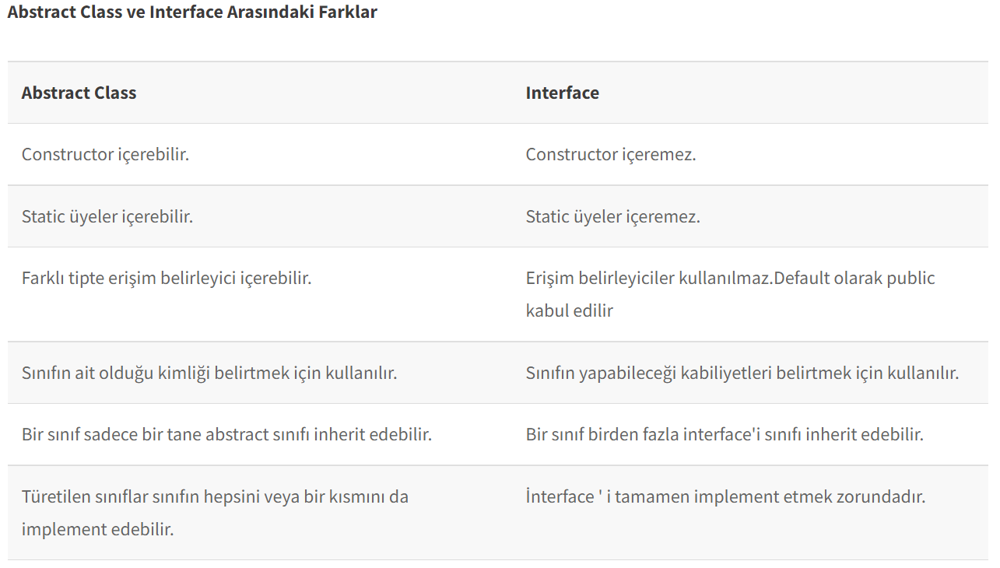 Abstract Class ve Interface Arasındaki Farklar
Abstract Class
Interface
Constructor içerebilir.
Constructor içeremez.
Static üyeler içerebilir.
Static üyeler içeremez.
Farklı tipte erişim belirleyici içerebilir.
Erişim belirleyiciler kullanılmaz.Default olarak public
kabul edilir
Sınıfın ait olduğu kimliği belirtmek için kullanılır.
Sınıfın yapabileceği kabiliyetleri belirtmek için kullanılır.
Bir sınıf sadece bir tane abstract sınıfı inherit edebilir.
Bir sınıf birden fazla interface'i sınıfı inherit edebilir.
Türetilen sınıflar sınıfın hepsini veya bir kısmını da
implement edebilir.
İnterface ' i tamamen implement etmek zorundadır.